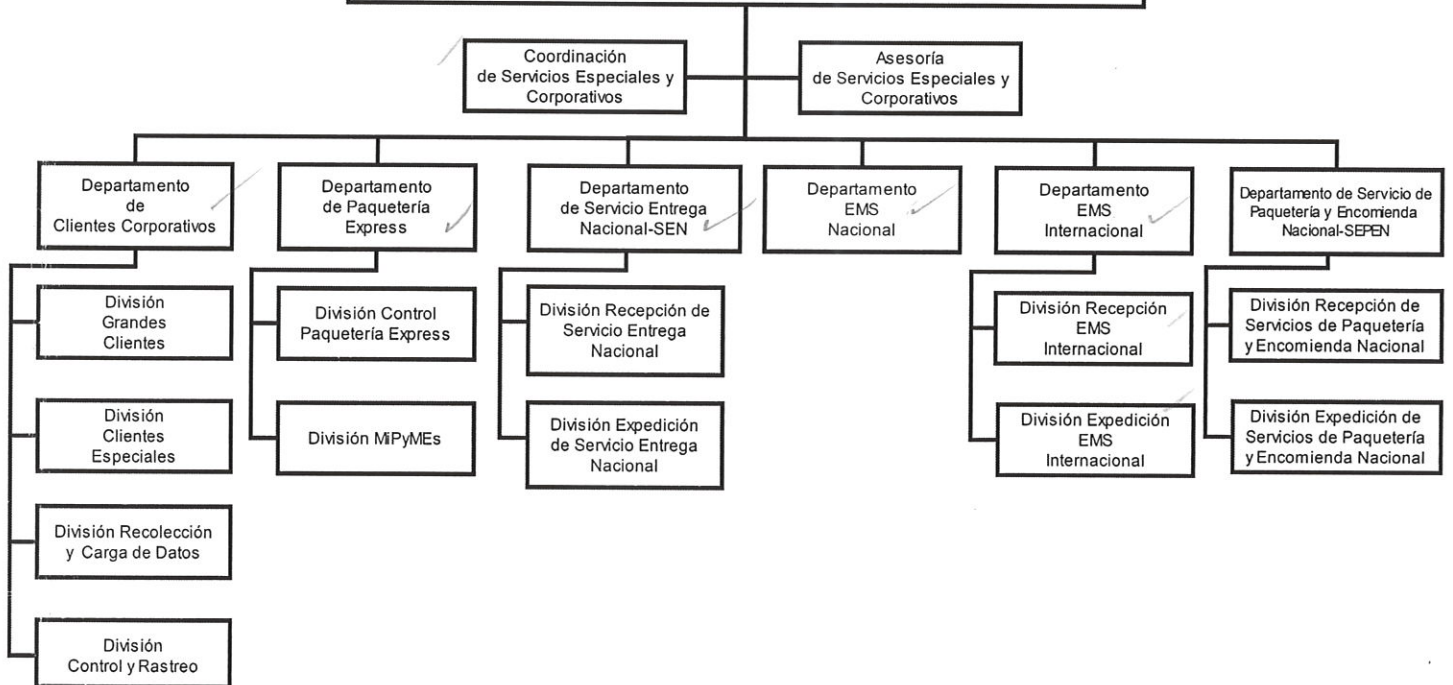 Coordinación
de Servicios Especiales y
Corporativos
Asesoría
de Servicios Especiales y
Corporativos
Departamento
de
Clientes Corporativos
Departamento
de Paquetería
Express
Departamento
de Servicio Entrega
Nacional-SEN
Departamento
EMS
Nacional
Departamento
EMS
Internacional
Departamento de Servicio de
Paquetería y Encomienda
Nacional-SEPEN
División
Grandes
Clientes
División
Clientes
Especiales
División Recolección
y Carga de Datos
División
Control y Rastreo
División Control
Paquetería Express
División MiPyMEs
División Recepción de
Servicio Entrega
Nacional
División Expedición
de Servicio Entrega
Nacional
División Recepción
EMS
Internacional
División Expedición
EMS
Internacional
División Recepción de
Servicios de Paquetería
y Encomienda Nacional
División Expedición de
Servicios de Paquetería
y Encomienda Nacional